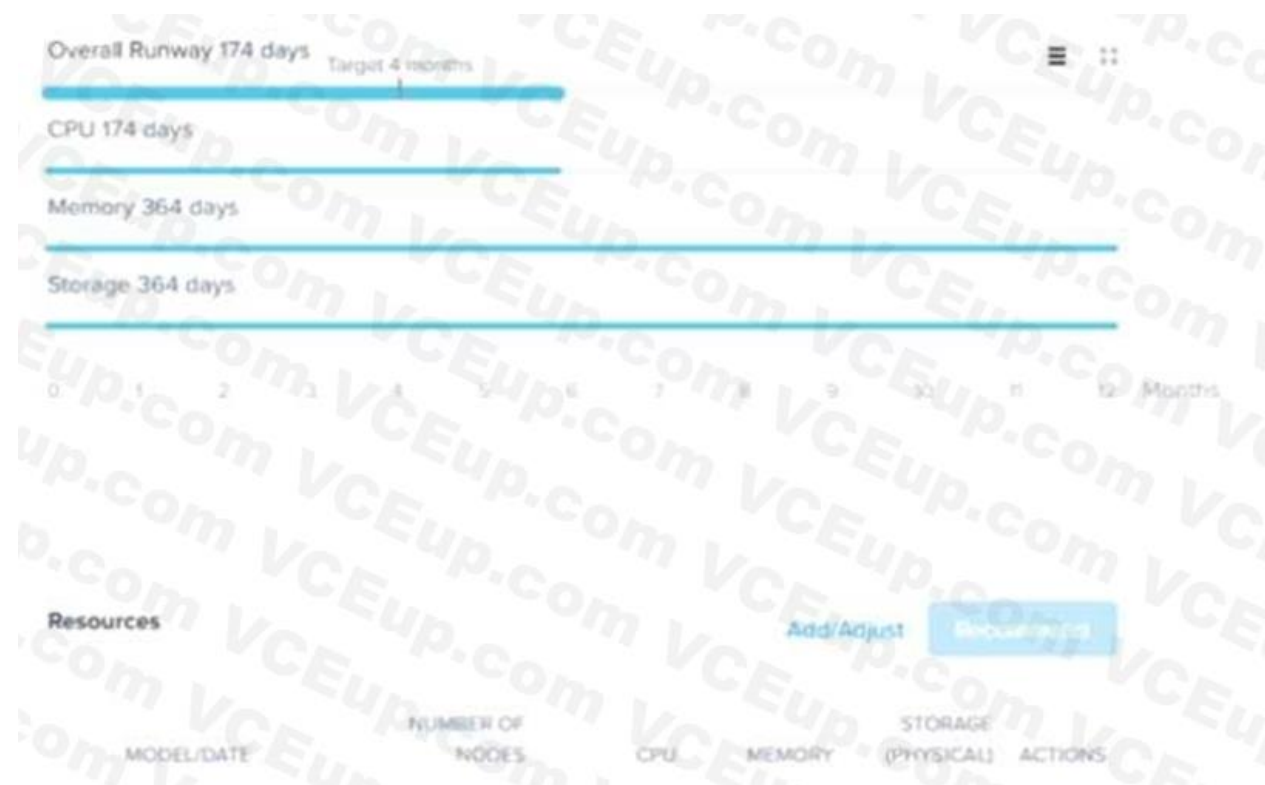 Overall Runway 174 days
Target 4 months
CPU 174 days
Memory 364 days
Storage 364 days
0 1 2 3 4 5 6 7 8 9 10 11 12 Months
Resources
Add/Adjust
NUMBER OF STORAGE
MODEL/DATE NODES CPU MEMORY (PHYSICAL) ACTIONS
VCEup.com